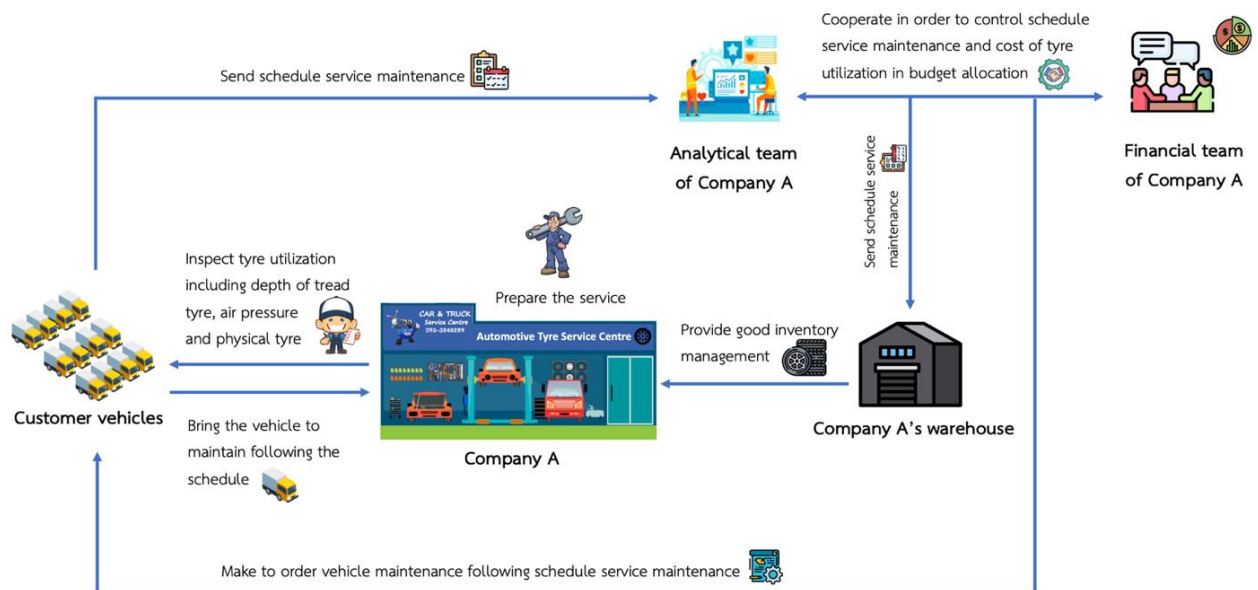 Cooperate in order to control schedule
service maintenance and cost of tyre
utilization in budget allocation
Send schedule service maintenance
Analytical team
of Company A
Financial team
of Company A
Send schedule service
maintenance
Inspect tyre utilization
including depth of tread
tyre, air pressure
and physical tyre
Prepare the service
CAR & TRUCK
Service Centre
093-3248289
Automotive Tyre Service Centre
Provide good inventory
management
Customer vehicles
Bring the vehicle to
maintain following the
schedule
Company A
Company A's warehouse
Make to order vehicle maintenance following schedule service maintenance